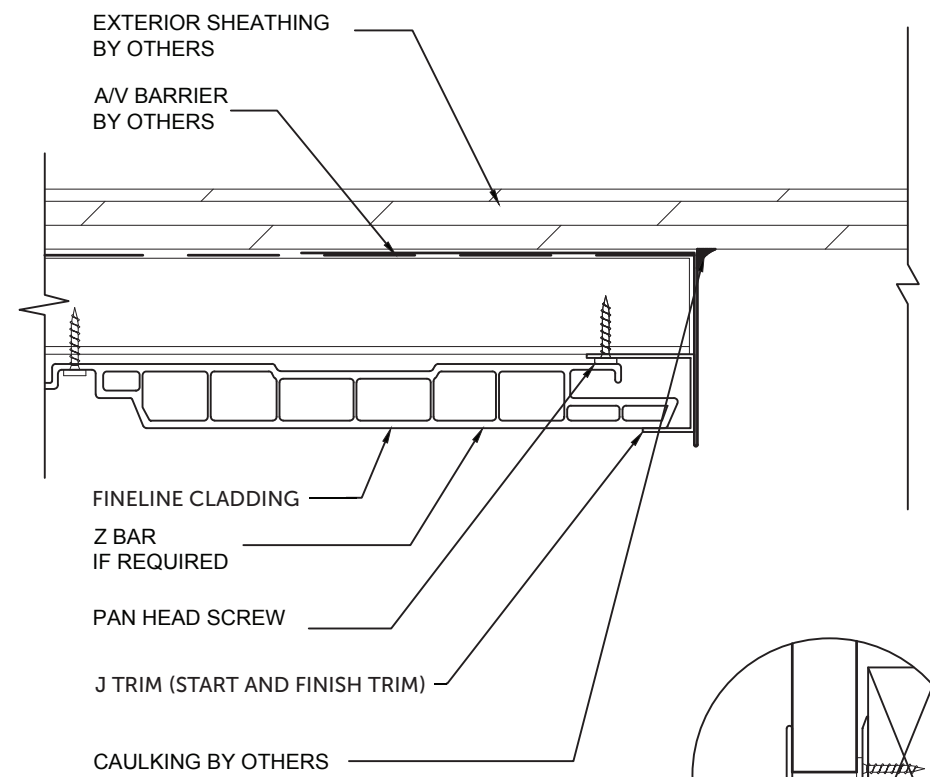 EXTERIOR SHEATHING
BY OTHERS
A/V BARRIER
BY OTHERS
FINELINE CLADDING
Z BAR
IF REQUIRED
PAN HEAD SCREW
J TRIM (START AND FINISH TRIM)
CAULKING BY OTHERS